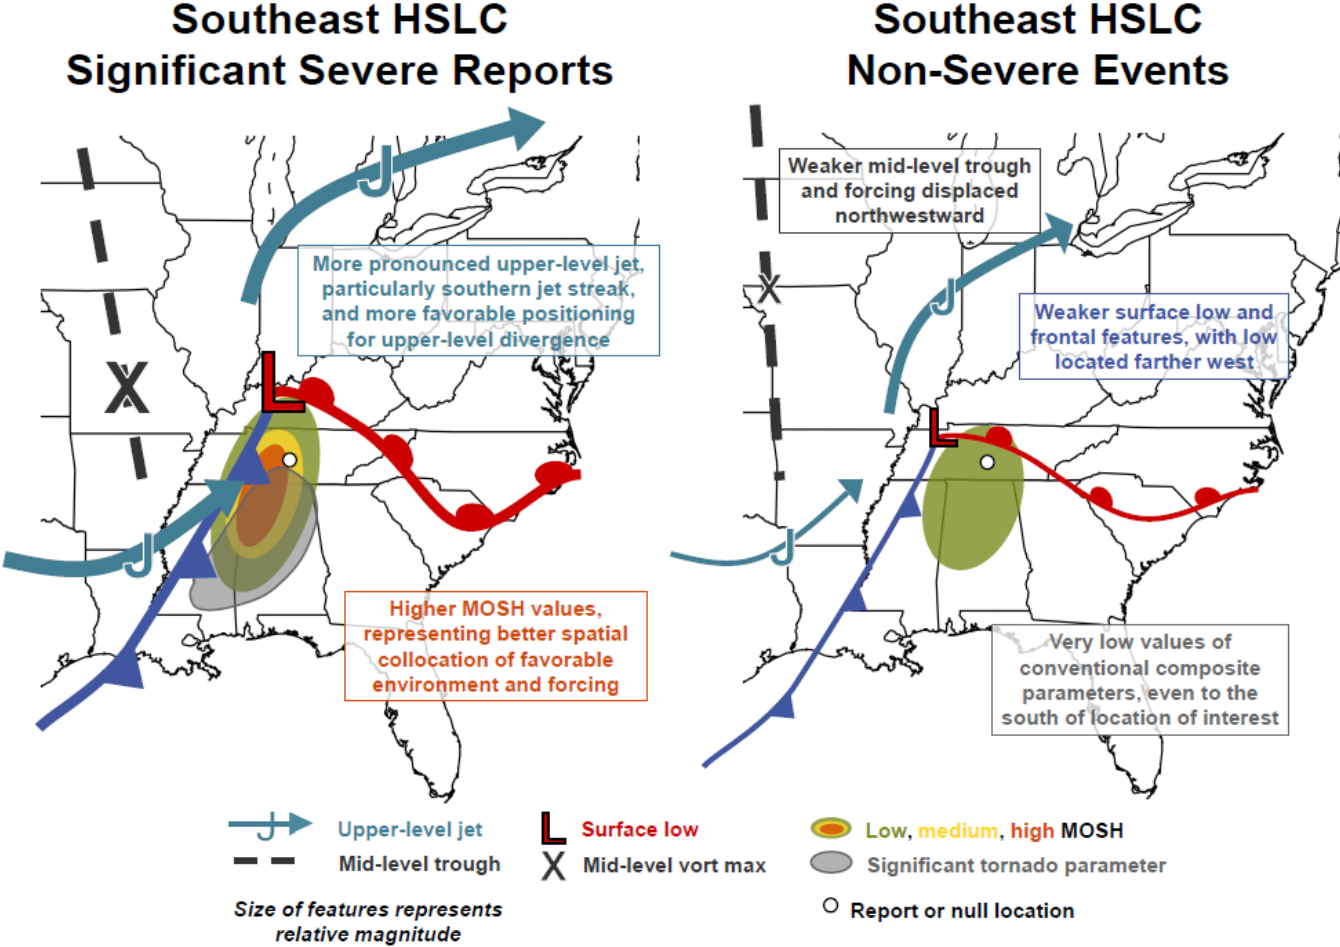 Southeast HSLC
Significant Severe Reports
Southeast HSLC
Non-Severe Events
J
More pronounced upper-level jet,
particularly southern jet streak,
and more favorable positioning
for upper-level divergence
X
L
J
Higher MOSH values,
representing better spatial
collocation of favorable
environment and forcing
Weaker mid-level trough
and forcing displaced
northwestward
X
J
Weaker surface low and
frontal features, with low
located farther west
L
J
Very low values of
conventional composite
parameters, even to the
south of location of interest
J Upper-level jet
Mid-level trough
Size of features represents
relative magnitude
L Surface low
X Mid-level vort max
Low, medium, high MOSH
Significant tornado parameter
Report or null location